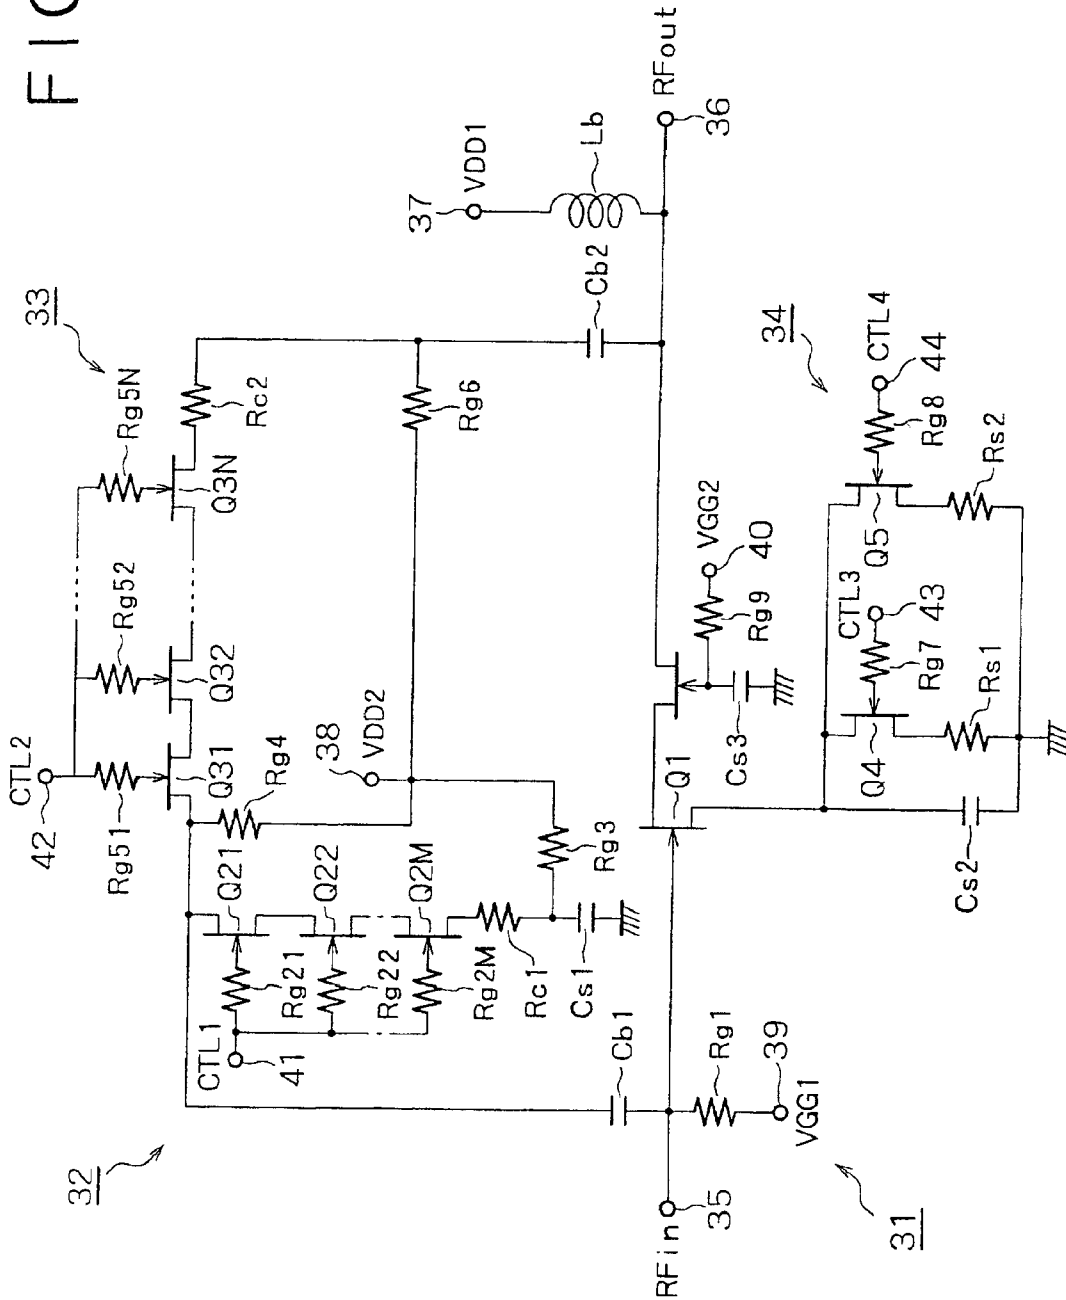 FIG
33
CTL2
42
Rg51
Rg52
Rg5N
Q31
Q32
Q3N
Rc2
Rg4
Rg6
38
VDD2
37
VDD1
Lb
Cb2
RFout
36
32
CTL1
41
Rg21
Rg22
Rg2M
Q21
Q22
Q2M
Rc1
Rg3
Cs1
Cb1
Rg1
39
VGG1
RFin
35
31
Q1
Cs3
Rg9
VGG2
40
34
CTL4
44
Rg8
Q5
Rs2
CTL3
43
Rg7
Q4
Rs1
Cs2